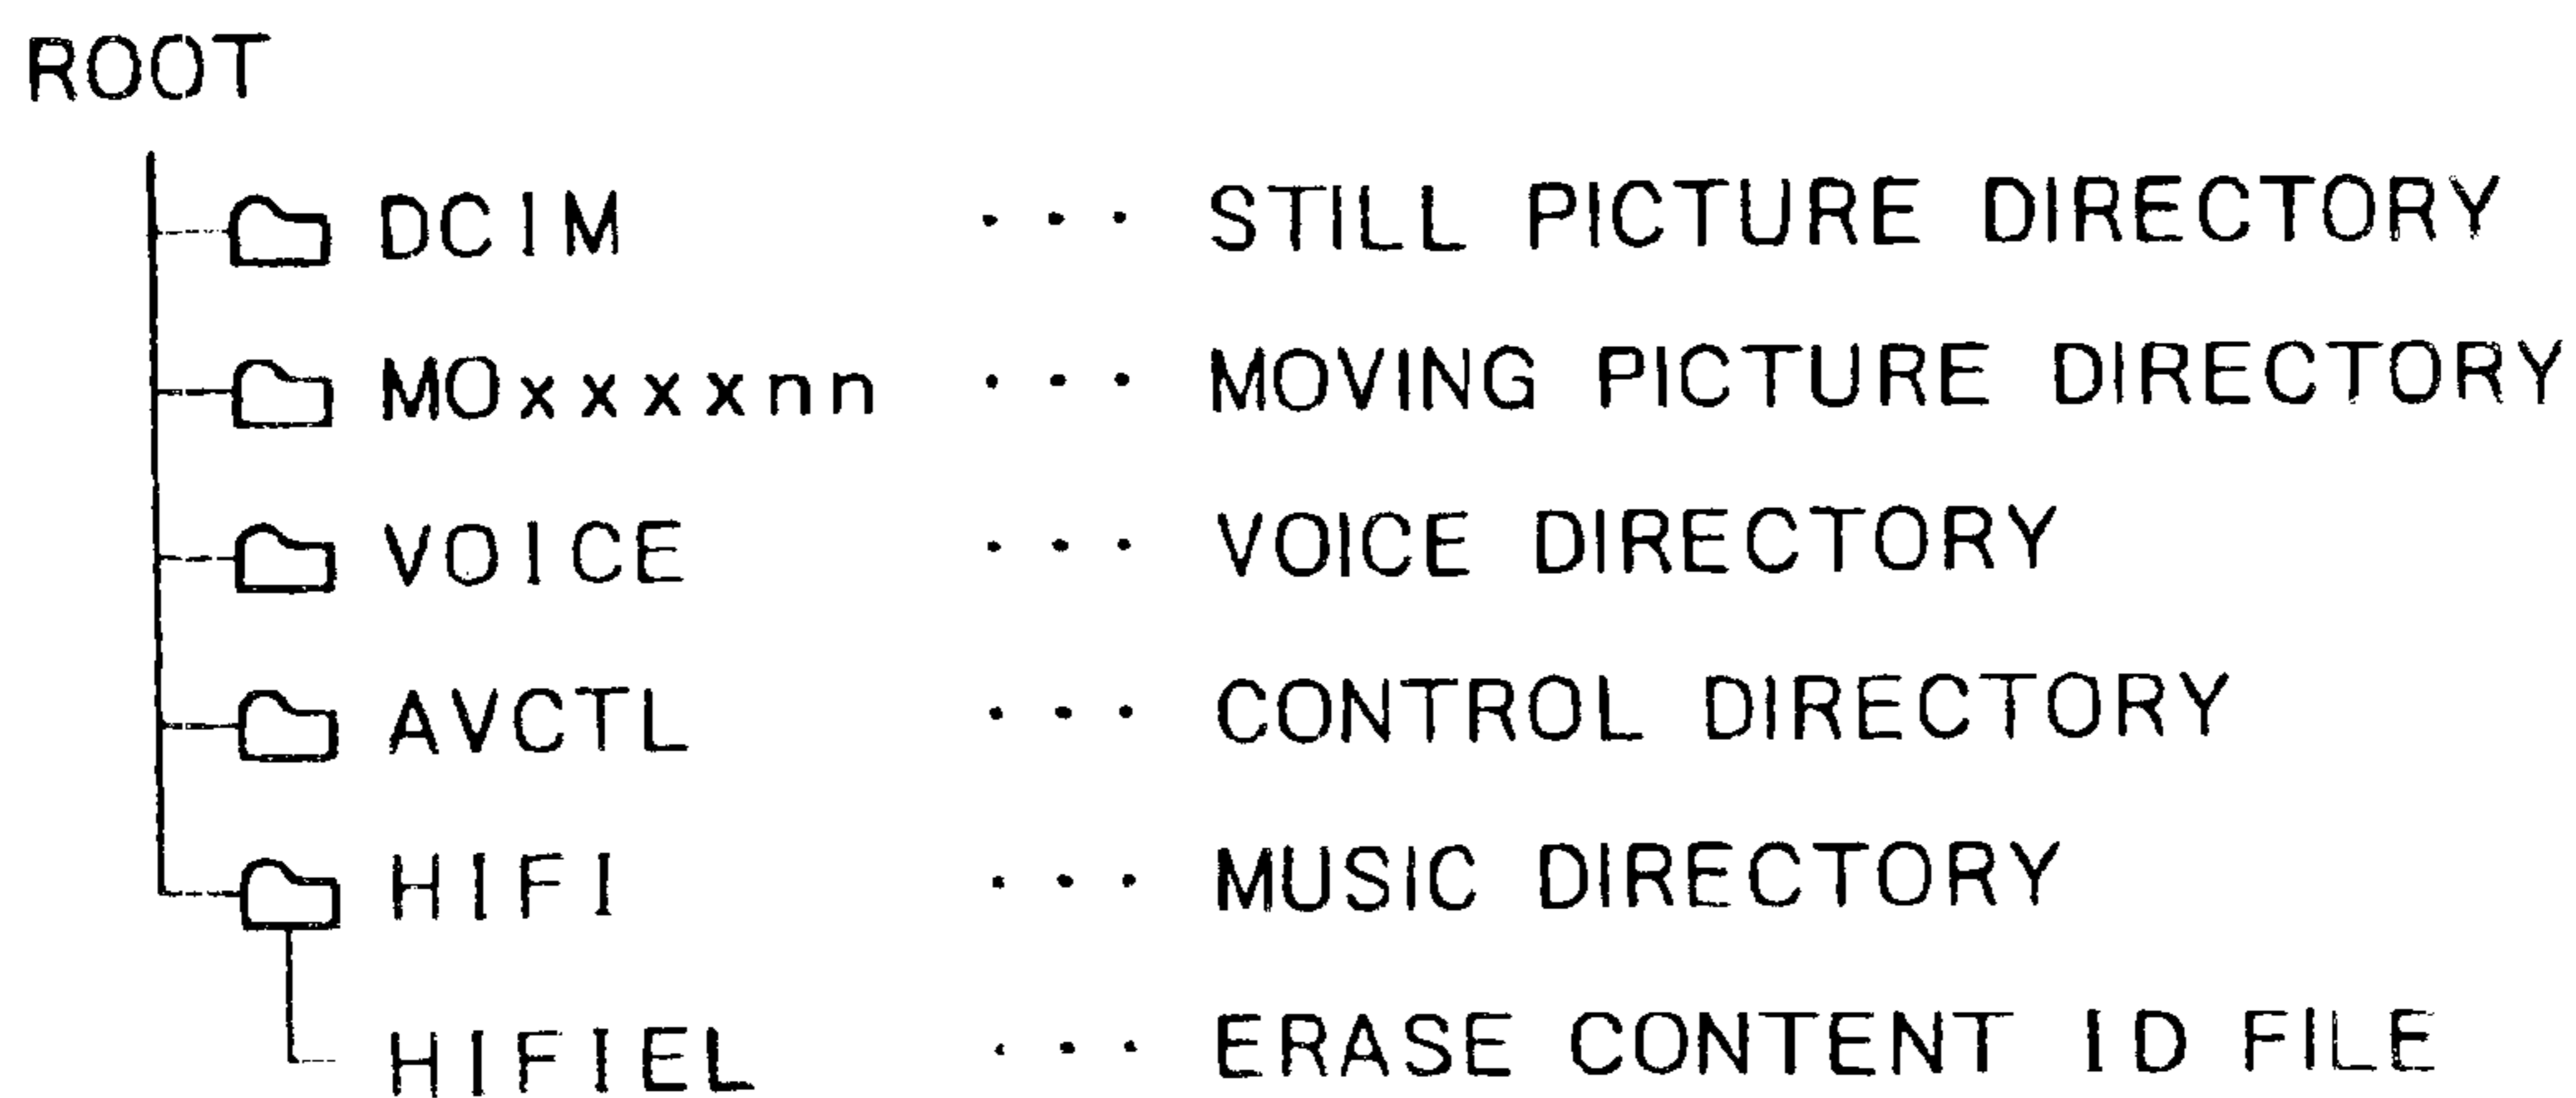 ROOT
DCIM ... STILL PICTURE DIRECTORY
MOxxxxnn ... MOVING PICTURE DIRECTORY
VOICE ... VOICE DIRECTORY
AVCTL ... CONTROL DIRECTORY
HIFI ... MUSIC DIRECTORY
HIFIEL ... ERASE CONTENT ID FILE